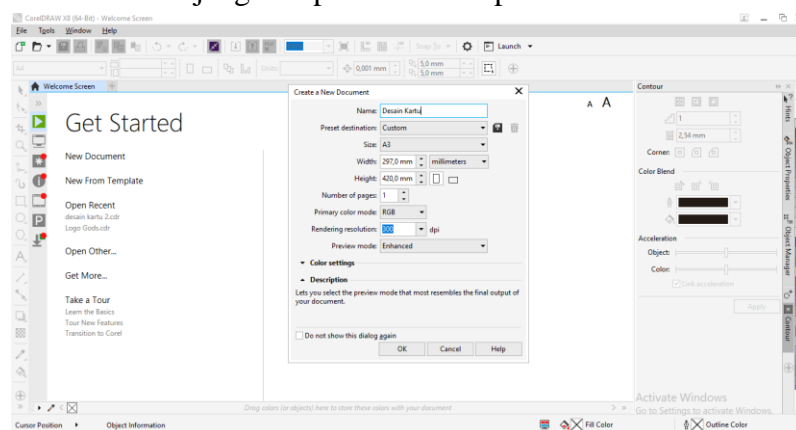 CorelDRAW X8 (64-Bit) - Welcome Screen
File Tools Window Help
Snap To
Launch
A4
Units:
0,001 mm
5,0 mm
5,0 mm
Welcome Screen
Get Started
New Document
New From Template
Open Recent
desain kartu 2.cdr
Logo Gods.cdr
Open Other...
Get More...
Take a Tour
Learn the Basics
Tour New Features
Transition to Corel
Create a New Document
Name: Desain Kartu
Preset destination: Custom
Size: A3
Width: 297,0 mm millimeters
Height: 420,0 mm
Number of pages: 1
Primary color mode: RGB
Rendering resolution: 300 dpi
Preview mode: Enhanced
Color settings
Description
Lets you select the preview mode that most resembles the final output of
your document.
Do not show this dialog again
OK Cancel Help
A A
Contour
1
2,54 mm
Corner:
Color Blend
Acceleration
Object:
Color:
Link acceleration
Apply
Hints
Object Properties
Object Manager
Contour
Activate Windows
Go to Settings to activate Windows.
Drag colors (or objects) here to store these colors with your document
Cursor Position
Object Information
Fill Color
Outline Color